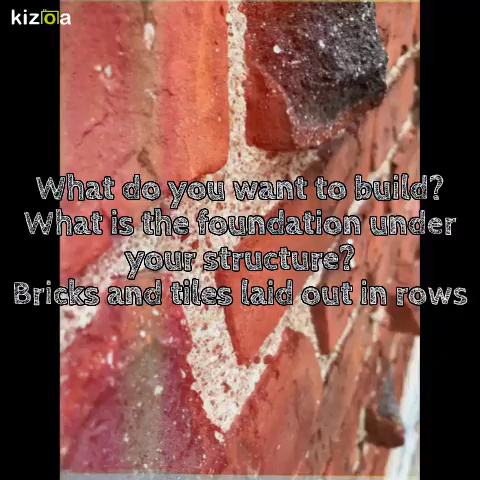 kizoa
What do you want to build?
What is the foundation under
your structure?
Bricks and tiles laid out in rows